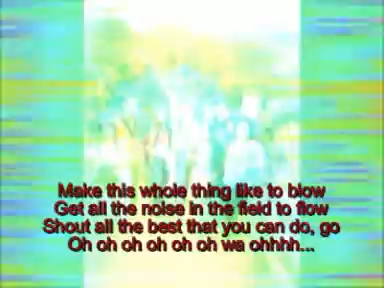 Make this whole thing like to blow
Get all the noise in the field to flow
Shout all the best that you can do, go
Oh oh oh oh oh oh wa ohhhh...